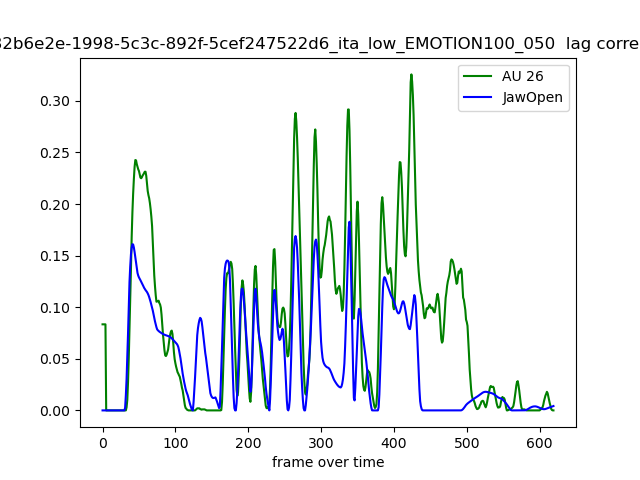 32b6e2e-1998-5c3c-892f-5cef247522d6_ita_low_EMOTION100_050 lag corre
AU 26
JawOpen
0.30
0.25
0.20
0.15
0.10
0.05
0.00
0 100 200 300 400 500 600
frame over time